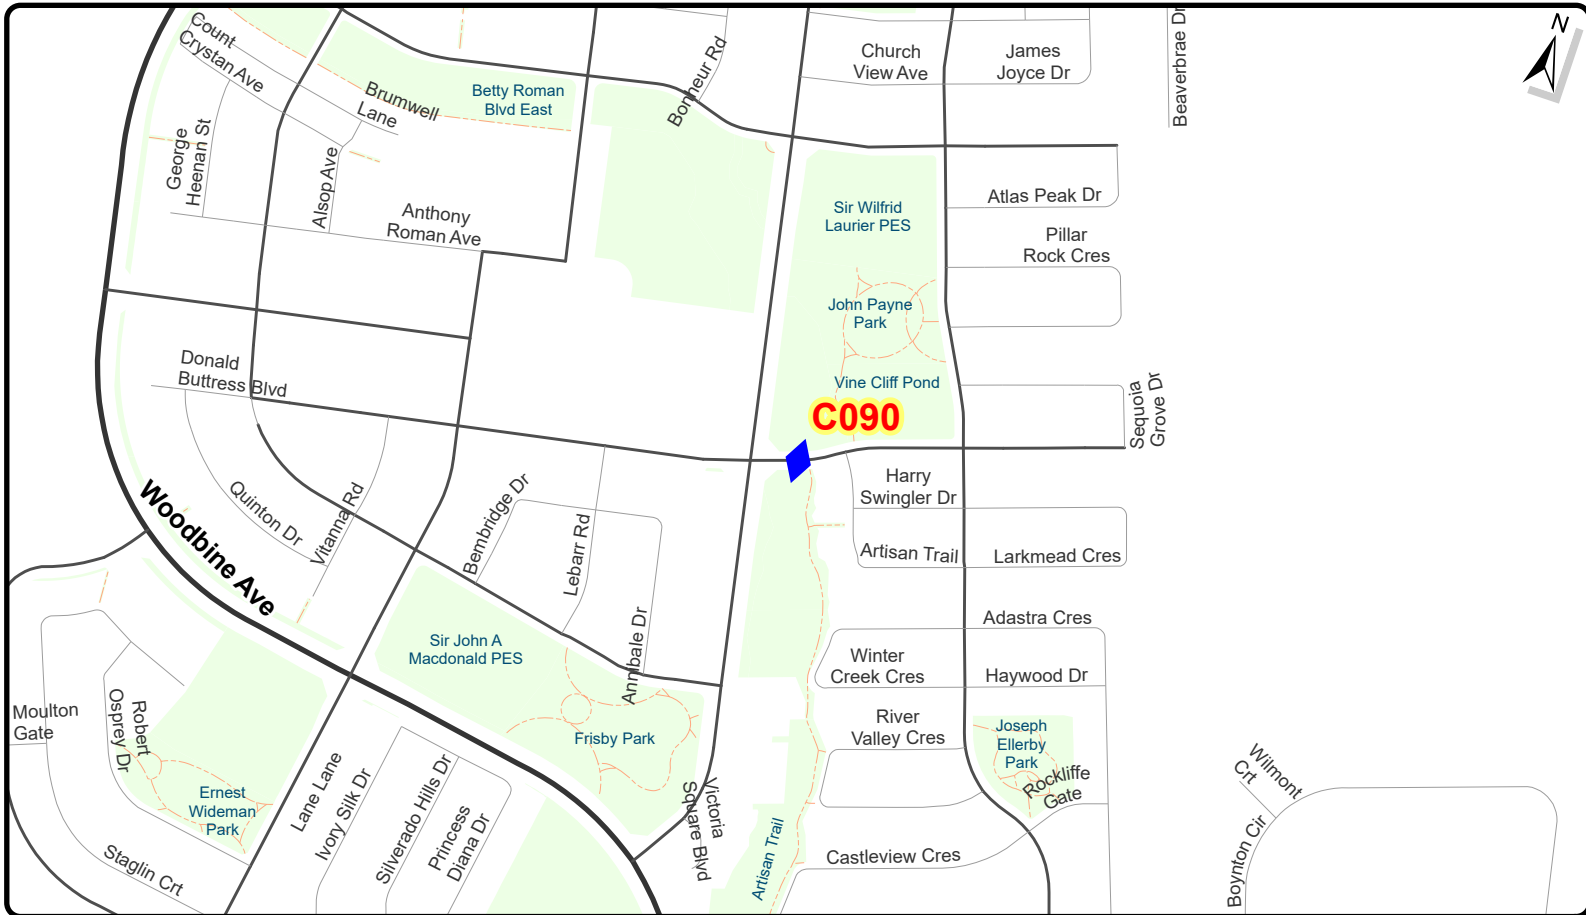 Count
Crystan Ave
Brumwell
Lane
Betty Roman
Blvd East
Bonheur Rd
Church
View Ave
James
Joyce Dr
Beaverbrae Dr
N
George
Heenan St
Alsop Ave
Anthony
Roman Ave
Sir Wilfrid
Laurier PES
Atlas Peak Dr
Pillar
Rock Cres
John Payne
Park
Donald
Buttress Blvd
Vine Cliff Pond
C090
Sequoia
Grove Dr
Woodbine Ave
Quinton Dr
Vitanna Rd
Bembridge Dr
Lebarr Rd
Harry
Swingler Dr
Artisan Trail
Larkmead Cres
Annibale Dr
Sir John A
Macdonald PES
Adastra Cres
Winter
Creek Cres
Haywood Dr
Moulton
Gate
Robert
Osprey Dr
River
Valley Cres
Joseph
Ellerby
Park
Frisby Park
Rockliffe
Gate
Wilmont
Crt
Ernest
Wideman
Park
Lane Lane
Ivory Silk Dr
Silverado Hills Dr
Princess
Diana Dr
Victoria
Square Blvd
Artisan Trail
Castleview Cres
Staglin Crt
Boynton Cir